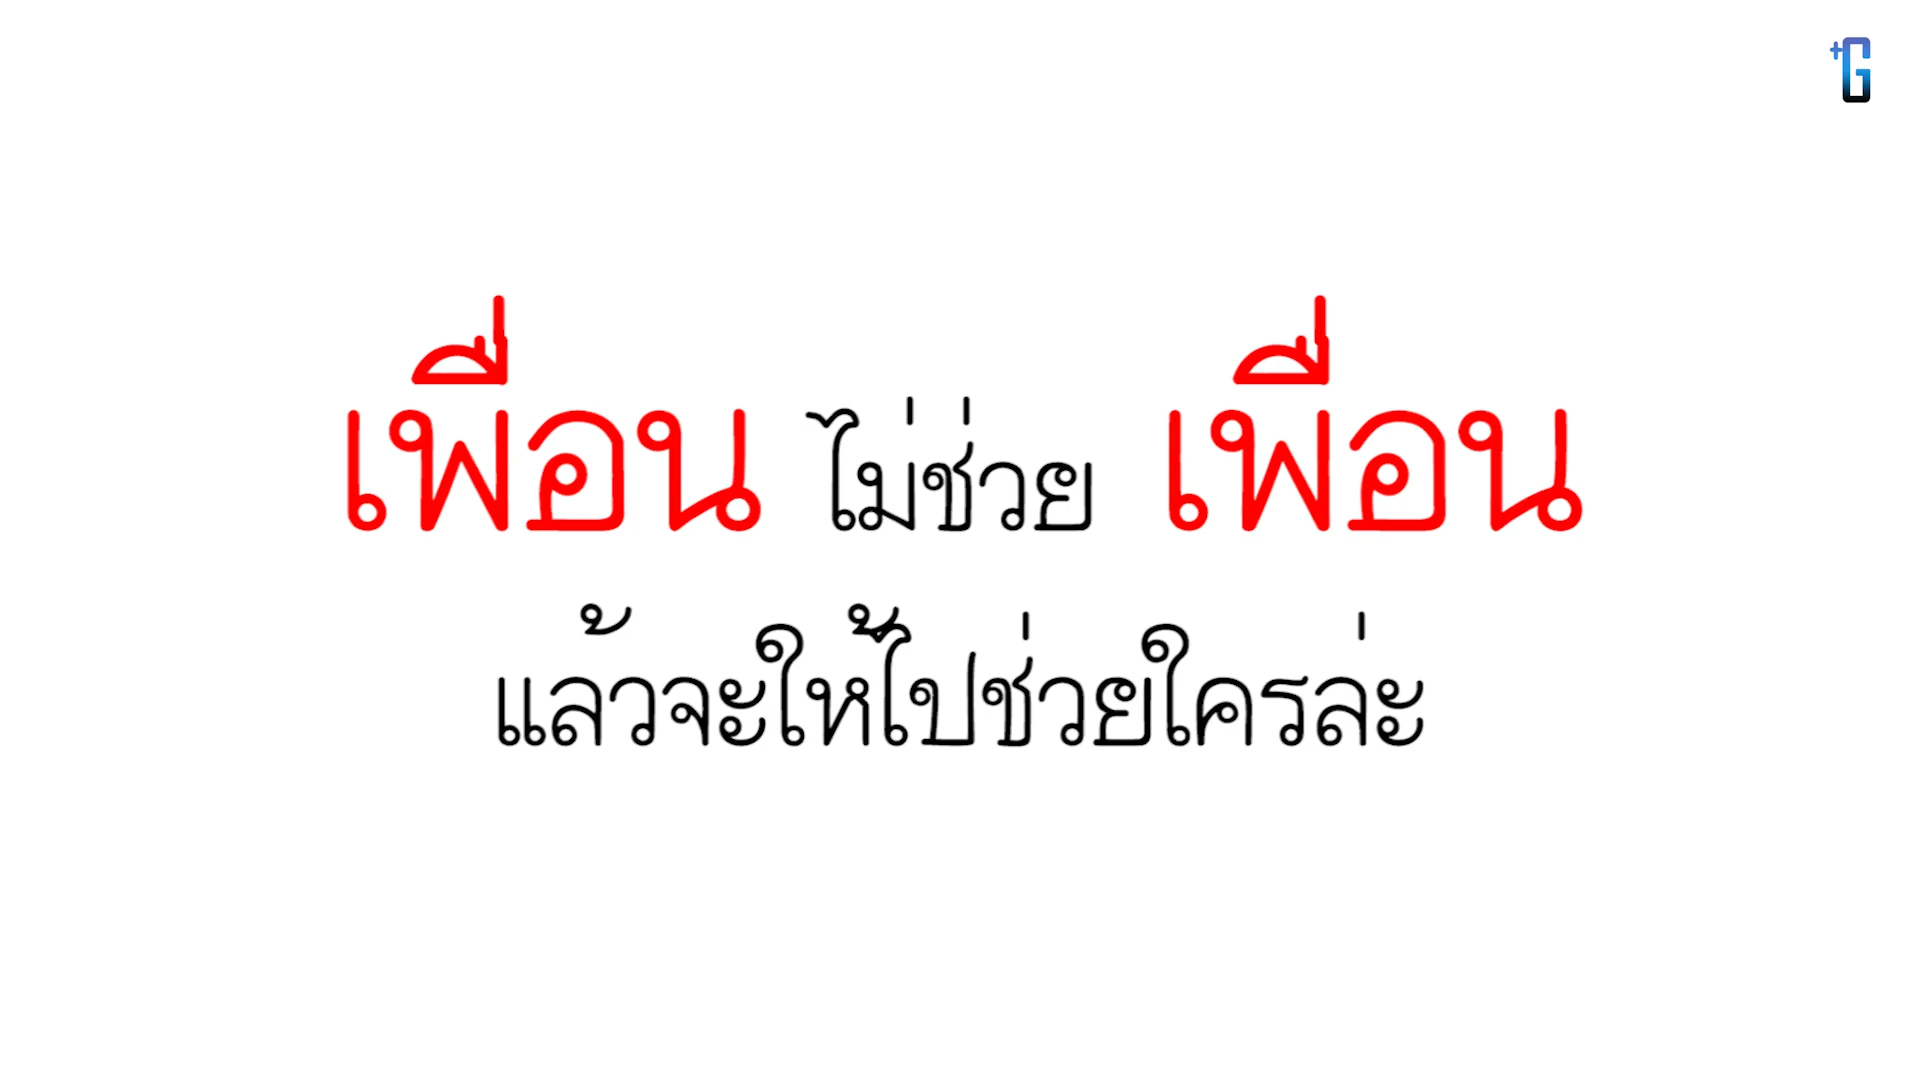 +G
เพื่อน ไม่ช่วย เพื่อน
แล้วจะให้ไปช่วยใครล่ะ